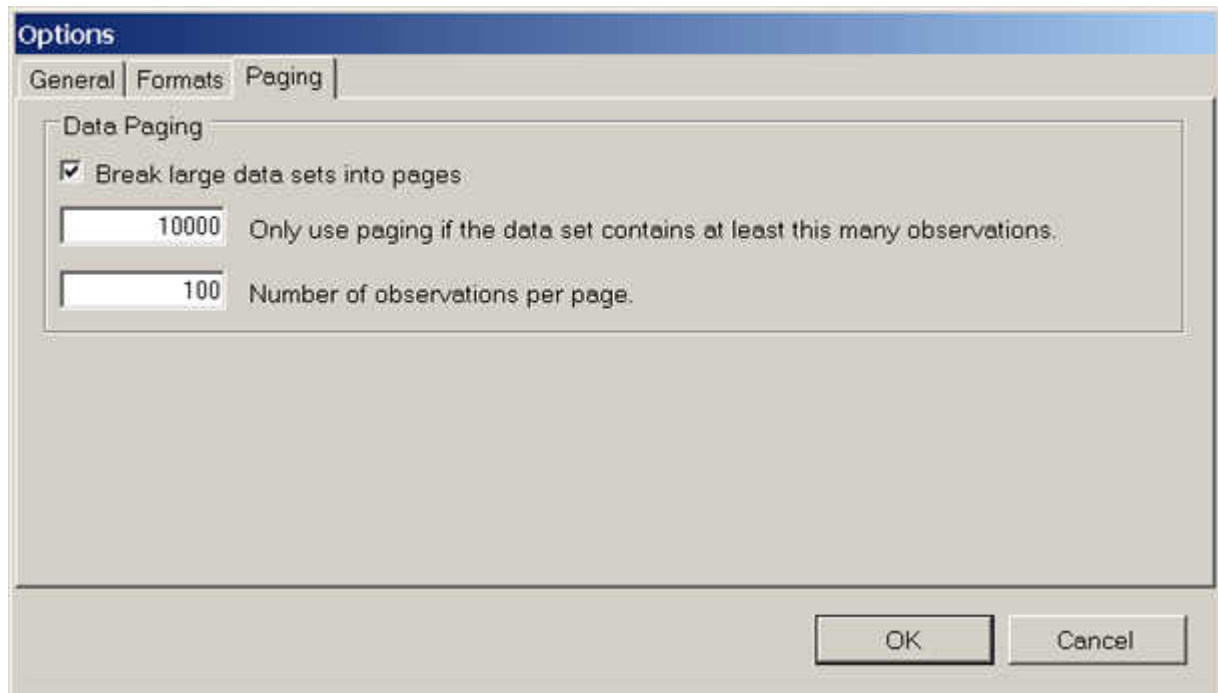 Options
General Formats Paging
Data Paging
Break large data sets into pages
10000 Only use paging if the data set contains at least this many observations.
100 Number of observations per page.
OK Cancel